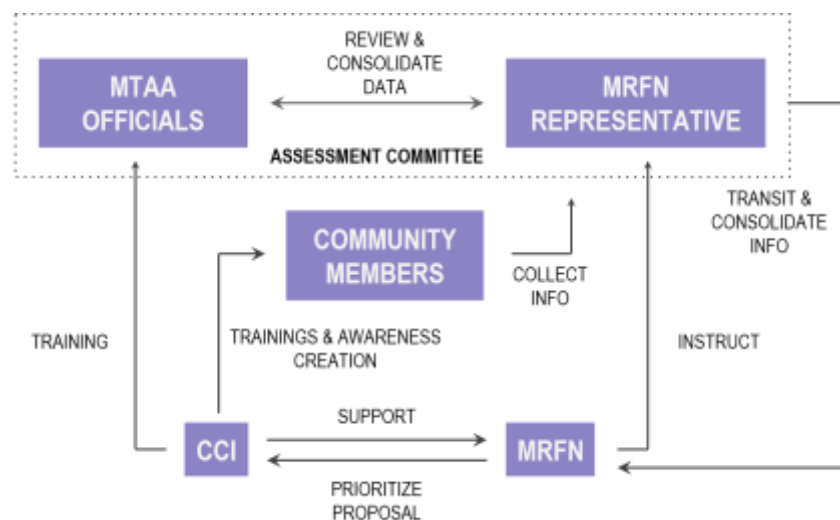 REVIEW &
CONSOLIDATE
DATA
MTAA
OFFICIALS
MRFN
REPRESENTATIVE
ASSESSMENT COMMITTEE
TRANSIT &
CONSOLIDATE
INFO
COMMUNITY
MEMBERS
COLLECT
INFO
TRAINING
TRAININGS & AWARENESS
CREATION
INSTRUCT
SUPPORT
CCI
MRFN
PRIORITIZE
PROPOSAL